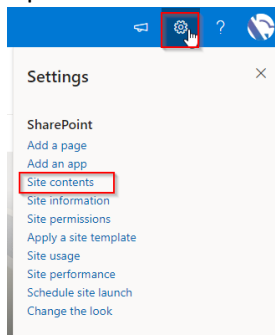 ?
Settings
SharePoint
Add a page
Add an app
Site contents
Site information
Site permissions
Apply a site template
Site usage
Site performance
Schedule site launch
Change the look